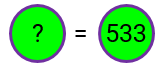 ? = 533